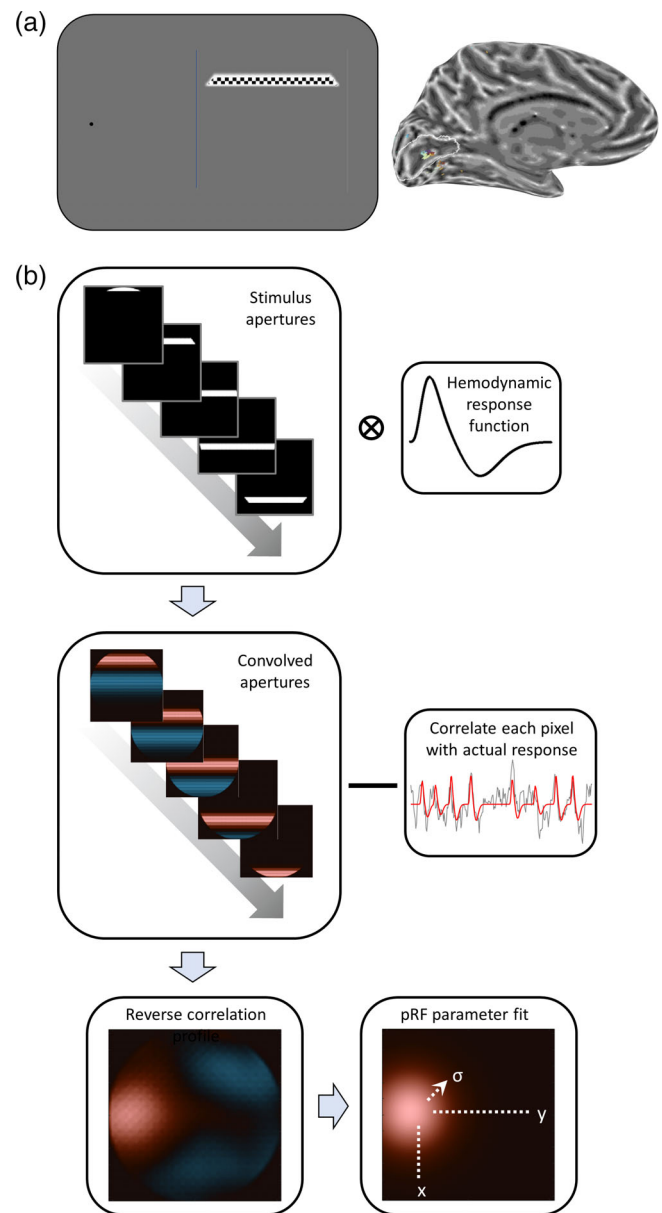 (a)
(b)
Stimulus
apertures
Hemodynamic
response
function
Convolved
apertures
Correlate each pixel
with actual response
Reverse correlation
profile
pRF parameter fit
σ
y
x